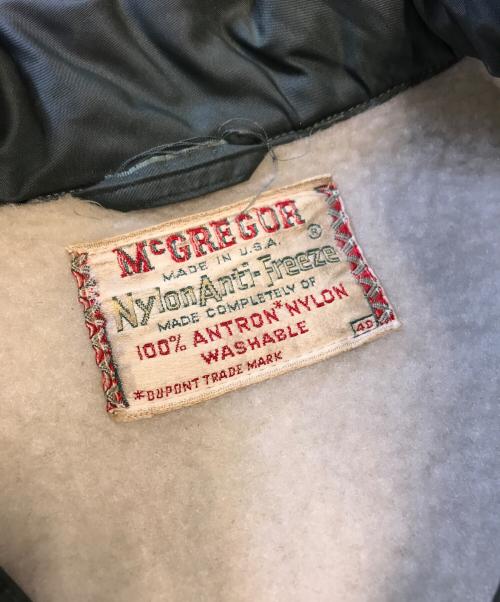 McGREGOR ®
MADE IN U.S.A.
Nylon Anti-Freeze
MADE COMPLETELY OF
100% ANTRON* NYLON
WASHABLE
40
*DUPONT TRADE MARK